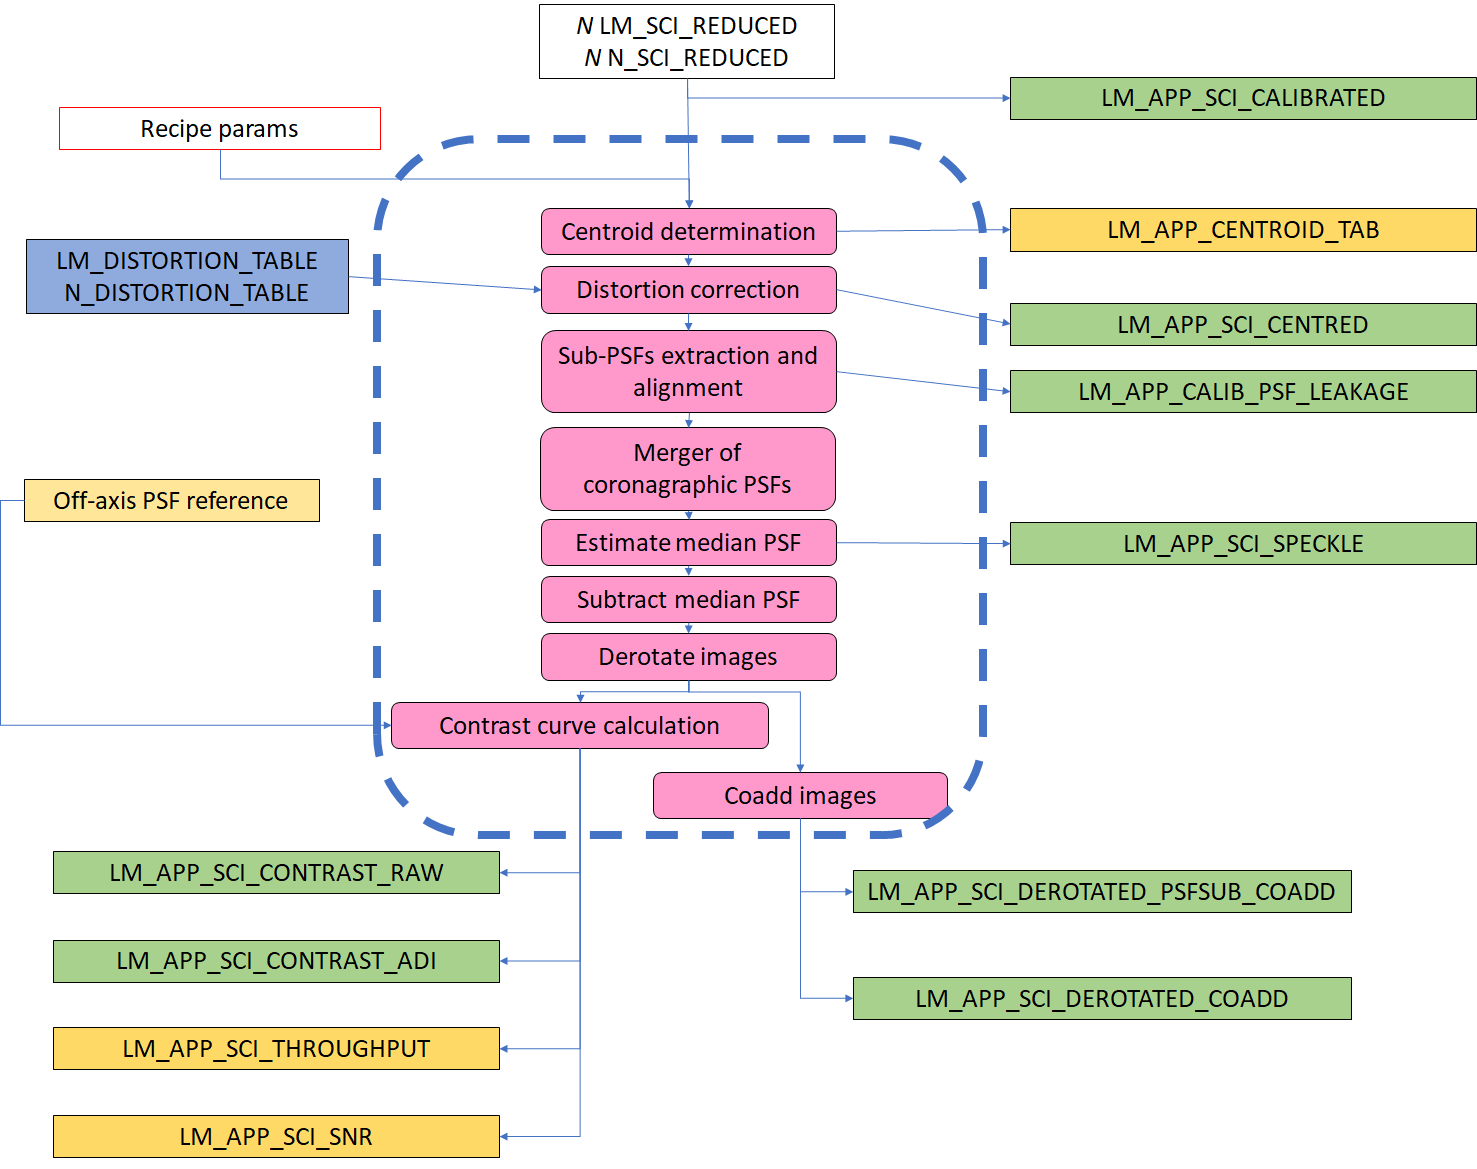 N LM_SCI_REDUCED
N N_SCI_REDUCED
LM_APP_SCI_CALIBRATED
Recipe params
Centroid determination
LM_APP_CENTROID_TAB
LM_DISTORTION_TABLE
N_DISTORTION_TABLE
Distortion correction
LM_APP_SCI_CENTRED
Sub-PSFs extraction and
alignment
LM_APP_CALIB_PSF_LEAKAGE
Merger of
coronagraphic PSFs
Off-axis PSF reference
Estimate median PSF
LM_APP_SCI_SPECKLE
Subtract median PSF
Derotate images
Contrast curve calculation
Coadd images
LM_APP_SCI_CONTRAST_RAW
LM_APP_SCI_DEROTATED_PSFSUB_COADD
LM_APP_SCI_CONTRAST_ADI
LM_APP_SCI_DEROTATED_COADD
LM_APP_SCI_THROUGHPUT
LM_APP_SCI_SNR